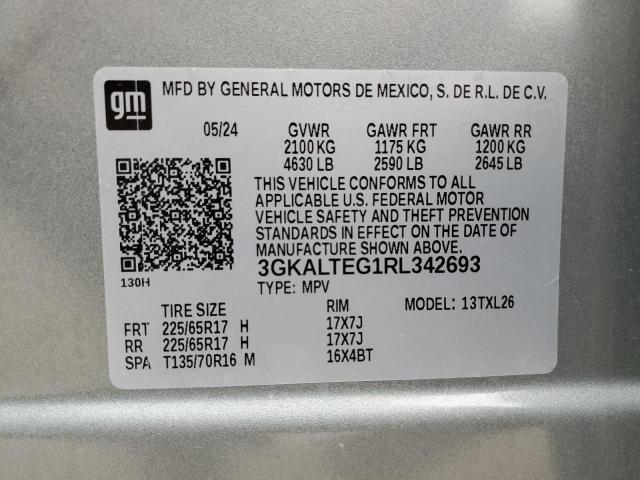 gm
MFD BY GENERAL MOTORS DE MEXICO, S. DE R.L. DE C.V.
05/24 GVWR GAWR FRT GAWR RR
2100 KG 1175 KG 1200 KG
4630 LB 2590 LB 2645 LB
THIS VEHICLE CONFORMS TO ALL
APPLICABLE U.S. FEDERAL MOTOR
VEHICLE SAFETY AND THEFT PREVENTION
STANDARDS IN EFFECT ON THE DATE OF
MANUFACTURE SHOWN ABOVE.
3GKALTEG1RL342693
130H
TYPE: MPV
TIRE SIZE RIM MODEL: 13TXL26
FRT 225/65R17 H 17X7J
RR 225/65R17 H 17X7J
SPA T135/70R16 M 16X4BT